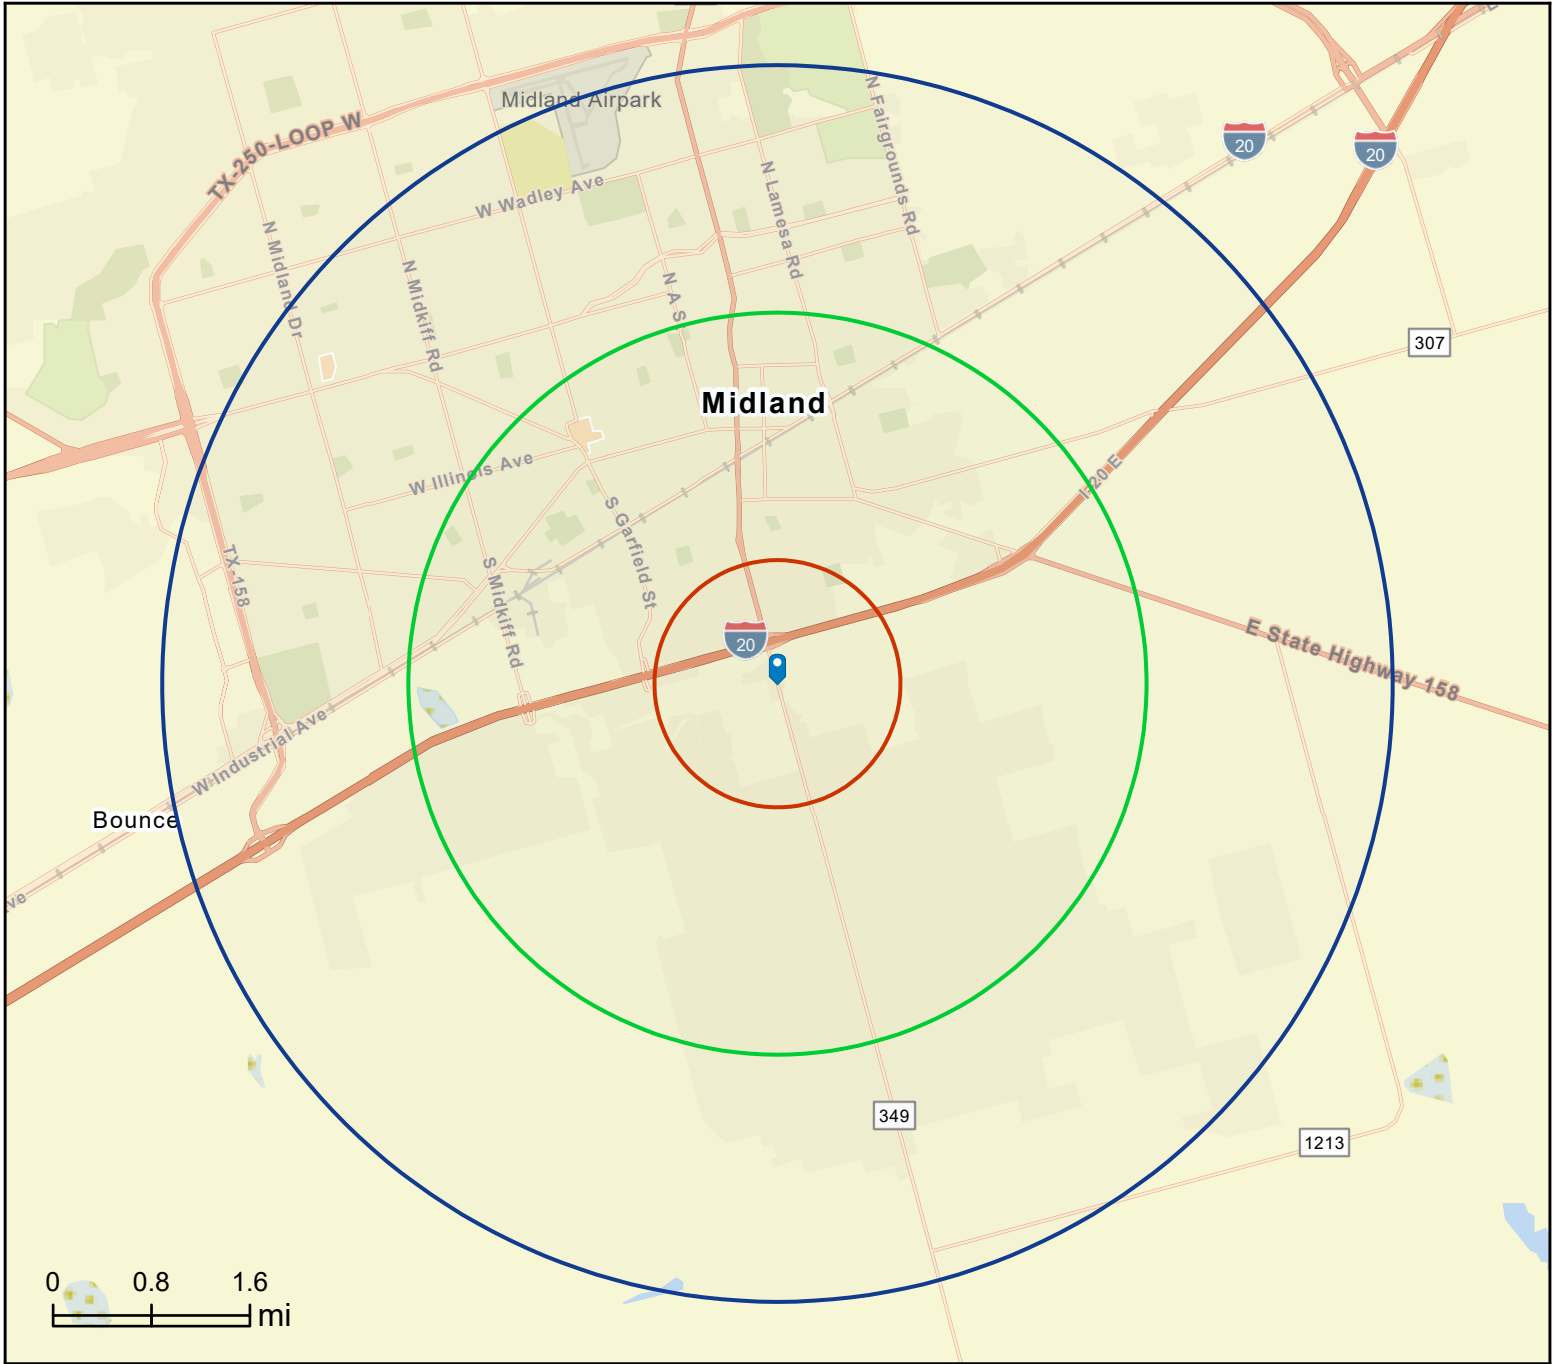 Midland Airpark
TX-250-LOOP W
N Fairgrounds Rd
20
20
W Wadley Ave
N Lamesa Rd
N Midland Dr
N Midkiff Rd
N A S
307
Midland
W Illinois Ave
I-20 E
S Garfield St
TX-158
S Midkiff Rd
20
E State Highway 158
W Industrial Ave
Bounce
ve
349
1213
0 0.8 1.6
mi